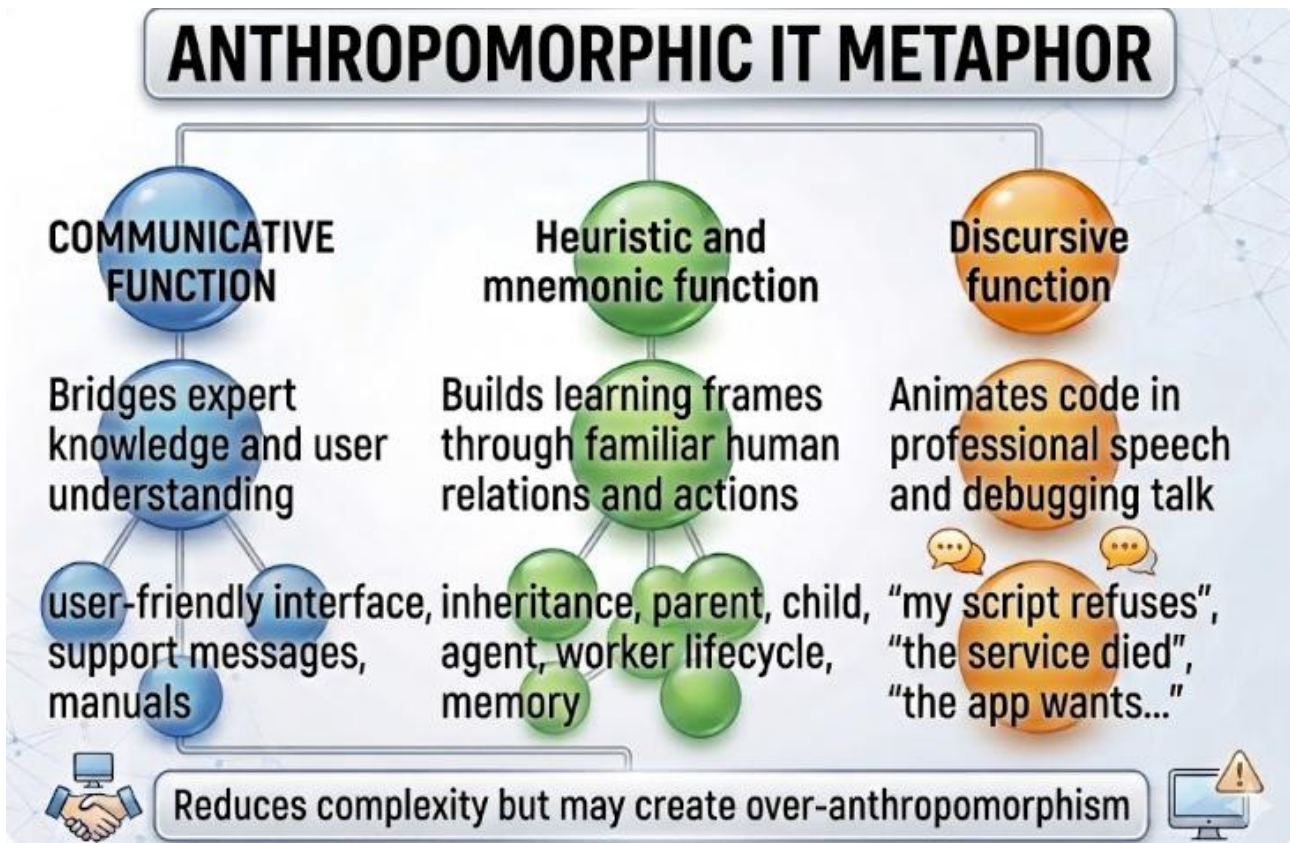 ANTHROPOMORPHIC IT METAPHOR
COMMUNICATIVE
FUNCTION
Bridges expert
knowledge and user
understanding
user-friendly interface,
support messages,
manuals
Heuristic and
mnemonic function
Builds learning frames
through familiar human
relations and actions
inheritance, parent, child,
agent, worker lifecycle,
memory
Discursive
function
Animates code in
professional speech
and debugging talk
“my script refuses”,
“the service died”,
“the app wants...”
Reduces complexity but may create over-anthropomorphism